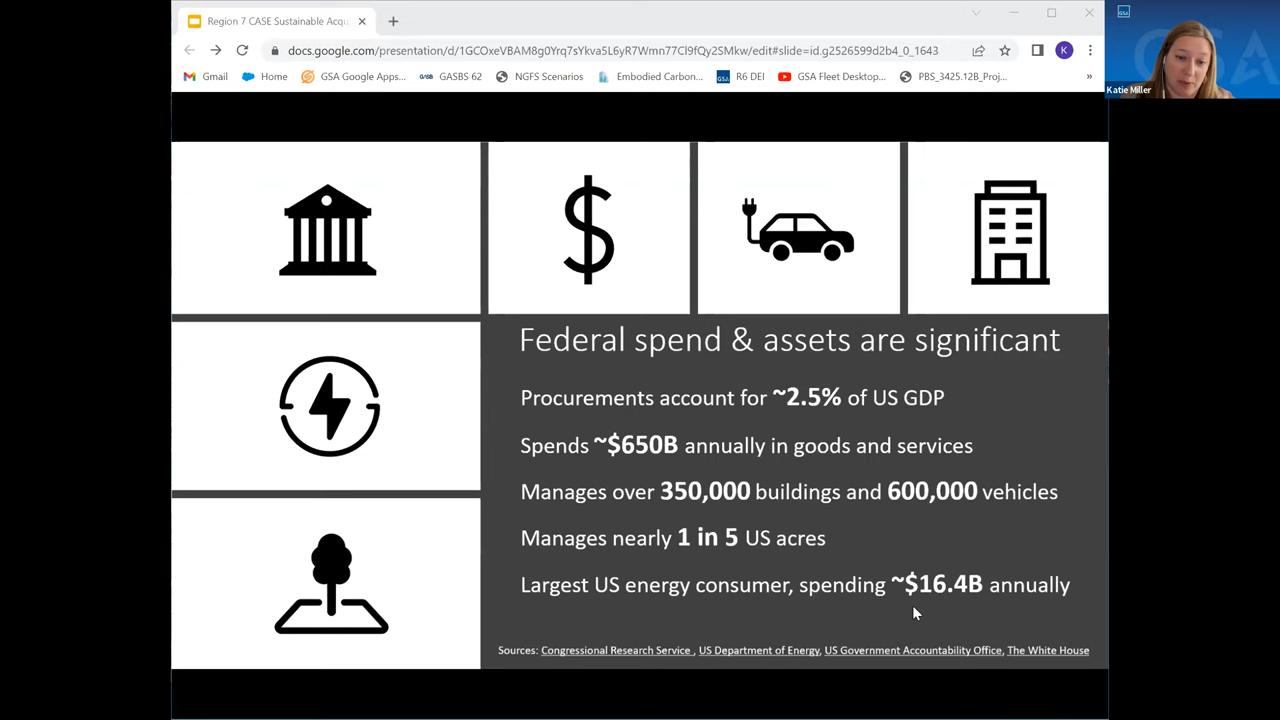 Region 7 CASE Sustainable Acqu
docs.google.com/presentation/d/1GCOxeVBAM8g0Yrq7sYkva5L6yR7Wmn77Cl9fQy2SMkw/edit#slide=id.g2526599d2b4_0_1643
K
Gmail
Home
GSA Google Apps...
GASBS 62
NGFS Scenarios
Embodied Carbon...
GSA
R6 DEI
GSA Fleet Desktop...
PBS_3425.12B_Proj...
»
GSA
Katie Miller
$
Federal spend & assets are significant
Procurements account for ~2.5% of US GDP
Spends ~$650B annually in goods and services
Manages over 350,000 buildings and 600,000 vehicles
Manages nearly 1 in 5 US acres
Largest US energy consumer, spending ~$16.4B annually
Sources: Congressional Research Service , US Department of Energy, US Government Accountability Office, The White House